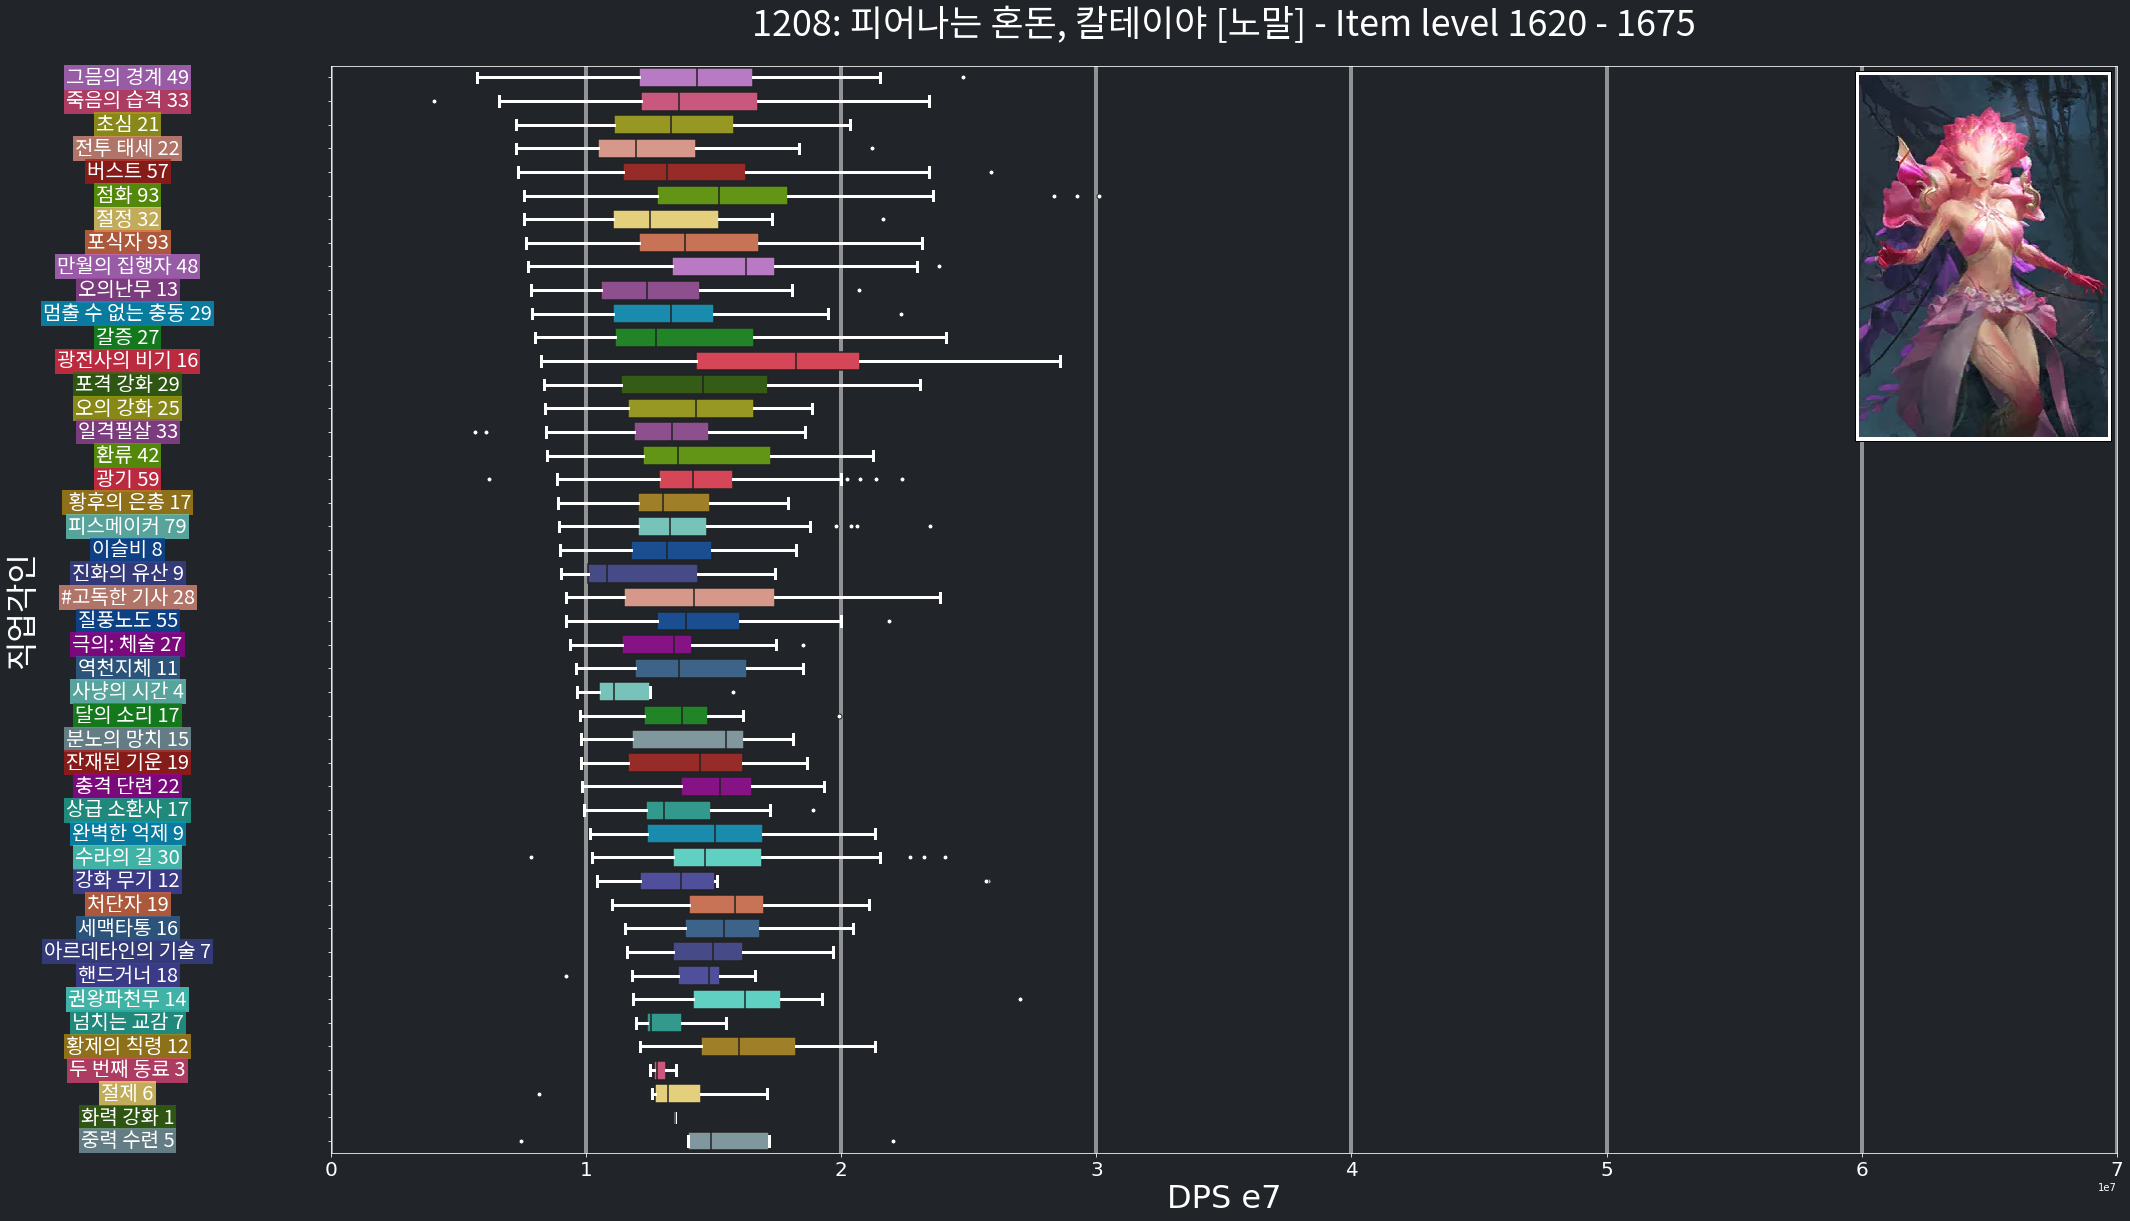 1208: 피어나는 혼돈, 칼테이야 [노말] - Item level 1620 - 1675
그믐의 경계 49
죽음의 습격 33
초심 21
전투 태세 22
버스트 57
점화 93
절정 32
포식자 93
만월의 집행자 48
오의난무 13
멈출 수 없는 충동 29
갈증 27
광전사의 비기 16
포격 강화 29
오의 강화 25
일격필살 33
환류 42
광기 59
황후의 은총 17
피스메이커 79
이슬비 8
진화의 유산 9
#고독한 기사 28
질풍노도 55
극의: 체술 27
역천지체 11
사냥의 시간 4
달의 소리 17
분노의 망치 15
잔재된 기운 19
충격 단련 22
상급 소환사 17
완벽한 억제 9
수라의 길 30
강화 무기 12
처단자 19
세맥타통 16
아르데타인의 기술 7
핸드거너 18
권왕파천무 14
넘치는 교감 7
황제의 칙령 12
두 번째 동료 3
절제 6
화력 강화 1
중력 수련 5
직업각인
0 1 2 3 4 5 6 7
1e7
DPS e7